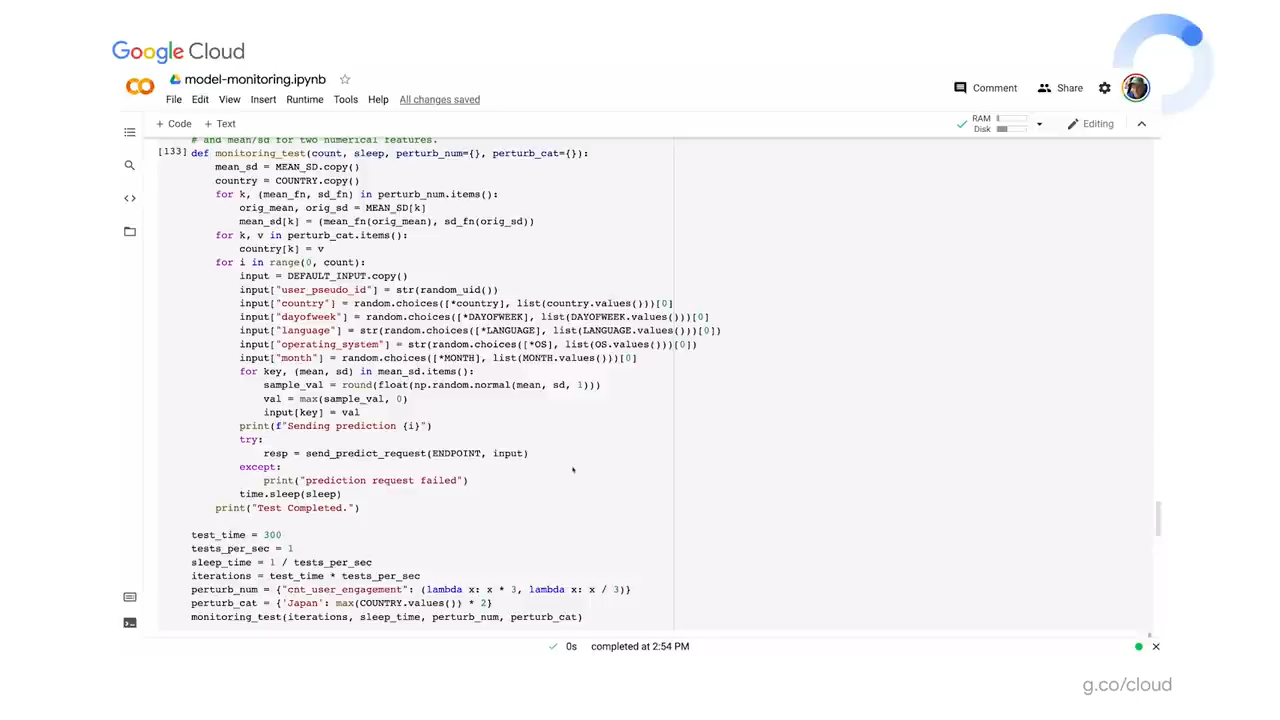 Google Cloud
model-monitoring.ipynb
Comment
Share
File Edit View Insert Runtime Tools Help All changes saved
+ Code + Text
RAM
Disk
Editing
# and mean/sd for two numerical features.
[133] def monitoring_test(count, sleep, perturb_num={}, perturb_cat={}):
    mean_sd = MEAN_SD.copy()
    country = COUNTRY.copy()
    for k, (mean_fn, sd_fn) in perturb_num.items():
        orig_mean, orig_sd = MEAN_SD[k]
        mean_sd[k] = (mean_fn(orig_mean), sd_fn(orig_sd))
    for k, v in perturb_cat.items():
        country[k] = v
    for i in range(0, count):
        input = DEFAULT_INPUT.copy()
        input["user_pseudo_id"] = str(random_uid())
        input["country"] = random.choices([*country], list(country.values()))[0]
        input["dayofweek"] = random.choices([*DAYOFWEEK], list(DAYOFWEEK.values()))[0]
        input["language"] = str(random.choices([*LANGUAGE], list(LANGUAGE.values()))[0])
        input["operating_system"] = str(random.choices([*OS], list(OS.values()))[0])
        input["month"] = random.choices([*MONTH], list(MONTH.values()))[0]
        for key, (mean, sd) in mean_sd.items():
            sample_val = round(float(np.random.normal(mean, sd, 1)))
            val = max(sample_val, 0)
            input[key] = val
        print(f"Sending prediction {i}")
        try:
            resp = send_predict_request(ENDPOINT, input)
        except:
            print("prediction request failed")
        time.sleep(sleep)
    print("Test Completed.")
test_time = 300
tests_per_sec = 1
sleep_time = 1 / tests_per_sec
iterations = test_time * tests_per_sec
perturb_num = {"cnt_user_engagement": (lambda x: x * 3, lambda x: x / 3)}
perturb_cat = {'Japan': max(COUNTRY.values()) * 2}
monitoring_test(iterations, sleep_time, perturb_num, perturb_cat)
0s completed at 2:54 PM
g.co/cloud